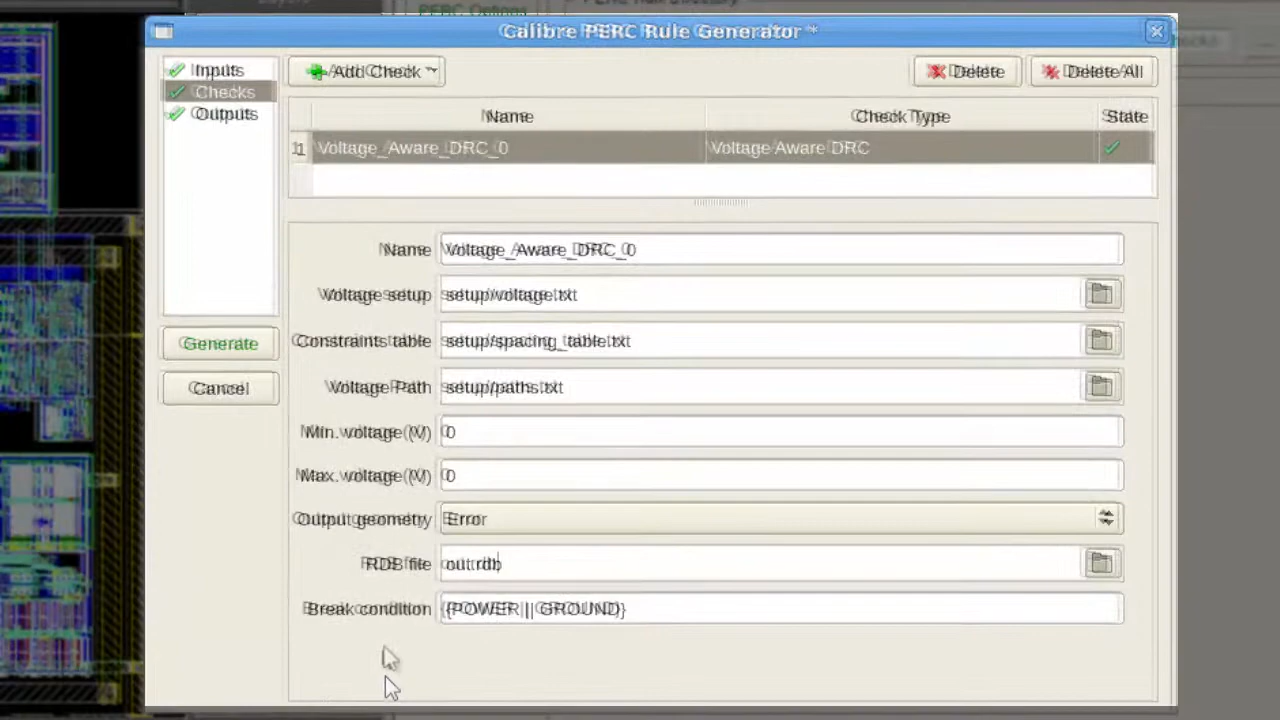 PERC Options
Calibre PERC Rule Generator *
Inputs
Checks
Outputs
Add Check
Delete
Delete All
Name
Check Type
State
1
Voltage_Aware_DRC_0
Voltage Aware DRC
Name
Voltage_Aware_DRC_0
Voltage setup
setup/voltage.txt
Constraints table
setup/spacing_table.txt
Voltage Path
setup/paths.txt
Min. voltage (V)
0
Max. voltage (V)
0
Output geometry
Error
RDB file
out.rdb
Break condition
{POWER || GROUND}
Generate
Cancel